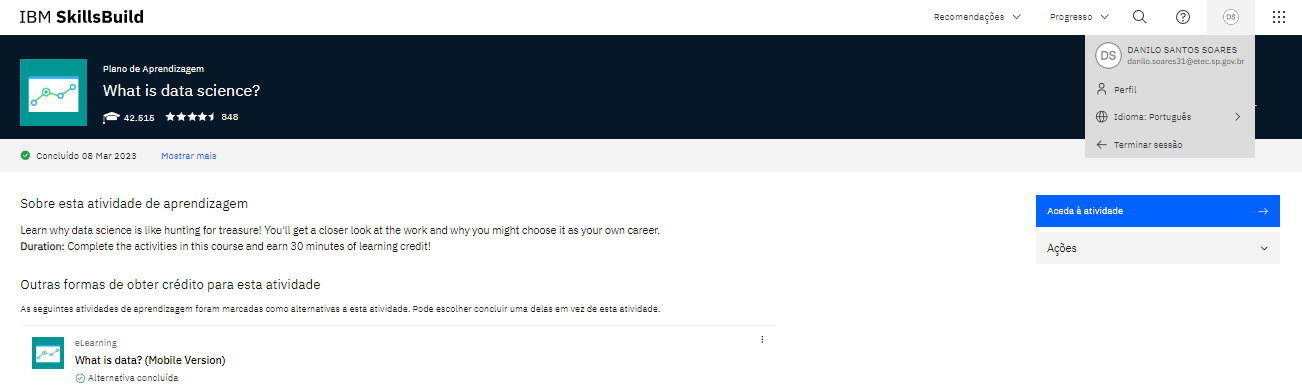 IBM SkillsBuild
Recomendações
Progresso
DS
DS
DANILO SANTOS SOARES
danilo.soares31@etec.sp.gov.br
Perfil
Idioma: Português
Terminar sessão
Plano de Aprendizagem
What is data science?
42.515
848
Concluído 08 Mar 2023
Mostrar mais
Sobre esta atividade de aprendizagem
Learn why data science is like hunting for treasure! You'll get a closer look at the work and why you might choose it as your own career.
Duration: Complete the activities in this course and earn 30 minutes of learning credit!
Aceda à atividade
Ações
Outras formas de obter crédito para esta atividade
As seguintes atividades de aprendizagem foram marcadas como alternativas a esta atividade. Pode escolher concluir uma delas em vez de esta atividade.
eLearning
What is data? (Mobile Version)
Alternativa concluída